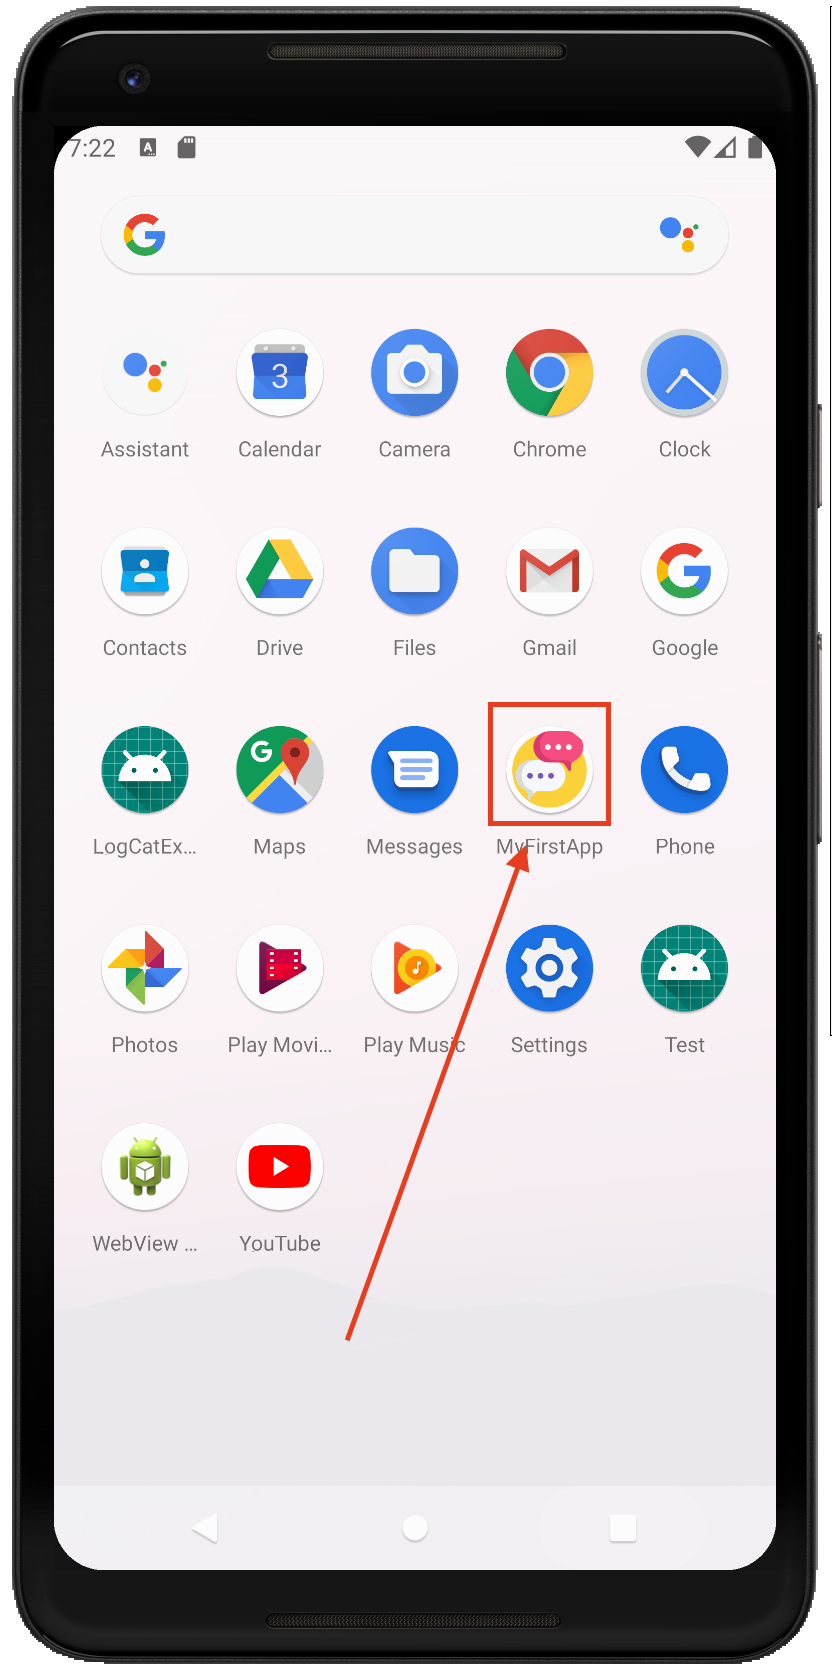 7:22 A
G
Assistant Calendar Camera Chrome Clock
3
Contacts Drive Files Gmail Google
G
LogCatEx... Maps Messages MyFirstApp Phone
Photos Play Movi... Play Music Settings Test
WebView ... YouTube